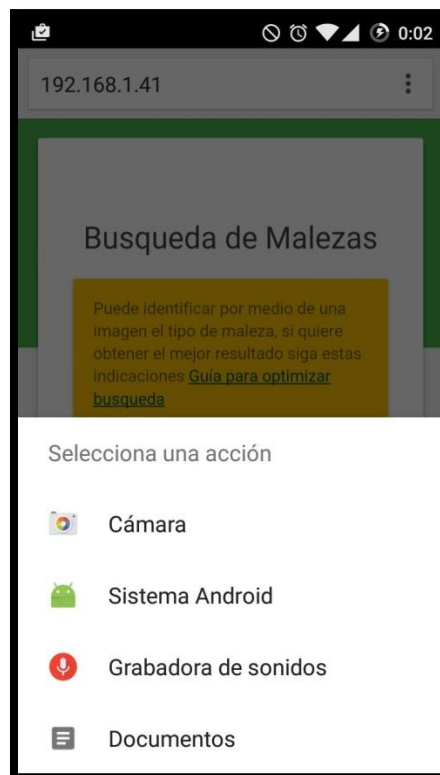 0:02
192.168.1.41
Busqueda de Malezas
Puede identificar por medio de una
imagen el tipo de maleza, si quiere
obtener el mejor resultado siga estas
indicaciones Guía para optimizar
busqueda
Selecciona una acción
Cámara
Sistema Android
Grabadora de sonidos
Documentos